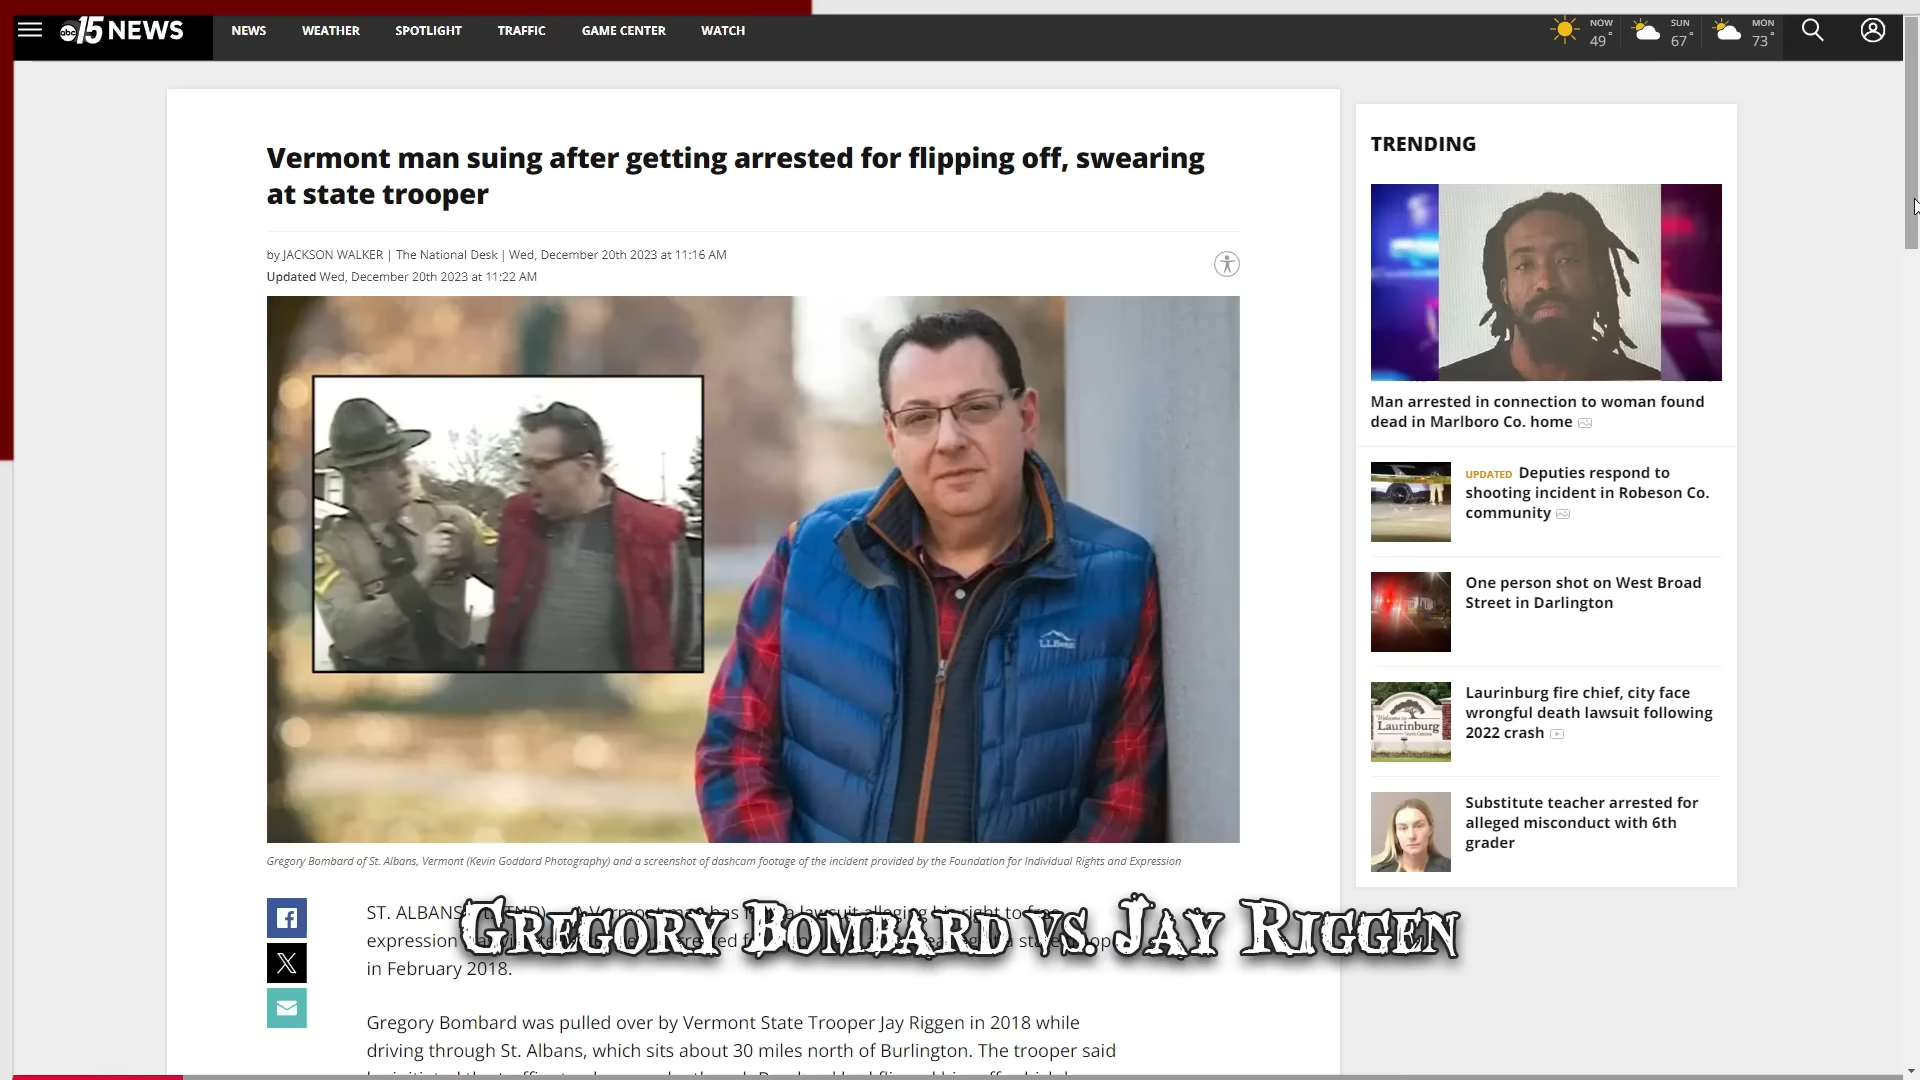 abc 15 NEWS
NEWS
WEATHER
SPOTLIGHT
TRAFFIC
GAME CENTER
WATCH
NOW
49°
SUN
67°
MON
73°
Vermont man suing after getting arrested for flipping off, swearing
at state trooper
by JACKSON WALKER | The National Desk | Wed, December 20th 2023 at 11:16 AM
Updated Wed, December 20th 2023 at 11:22 AM
L.L.Bean
Gregory Bombard of St. Albans, Vermont (Kevin Goddard Photography) and a screenshot of dashcam footage of the incident provided by the Foundation for Individual Rights and Expression
ST. ALBANS
expression
in February 2018.
Gregory Bombard vs. Jay Riggen
Gregory Bombard was pulled over by Vermont State Trooper Jay Riggen in 2018 while
driving through St. Albans, which sits about 30 miles north of Burlington. The trooper said
TRENDING
Man arrested in connection to woman found
dead in Marlboro Co. home
UPDATED Deputies respond to
shooting incident in Robeson Co.
community
One person shot on West Broad
Street in Darlington
Laurinburg
Laurinburg fire chief, city face
wrongful death lawsuit following
2022 crash
Substitute teacher arrested for
alleged misconduct with 6th
grader